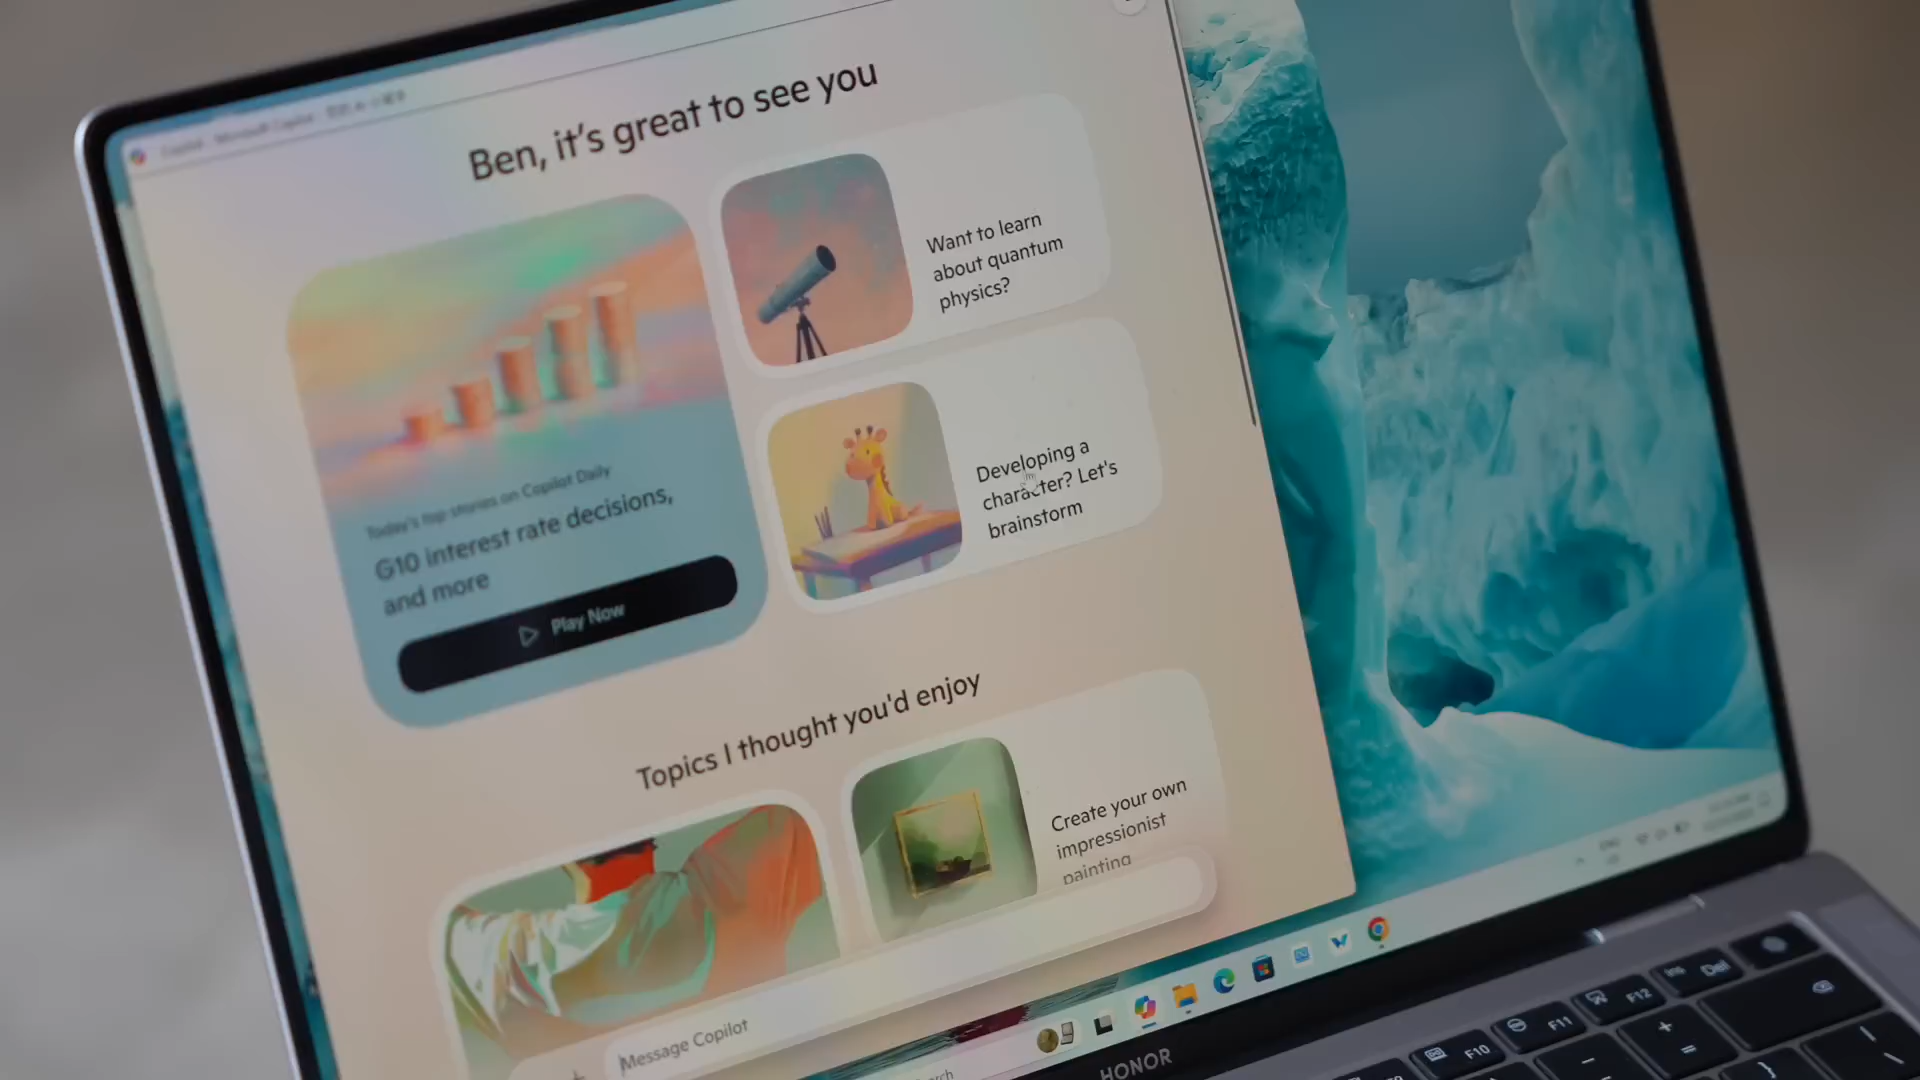 Ben, it's great to see you
Want to learn
about quantum
physics?
Today's top stories on Copilot Daily
G10 interest rate decisions,
and more
Play Now
Developing a
character? Let's
brainstorm
Topics I thought you'd enjoy
Create your own
impressionist
painting
Message Copilot
HONOR
Ins
Del
F12
F11
F10
+
=
-
}